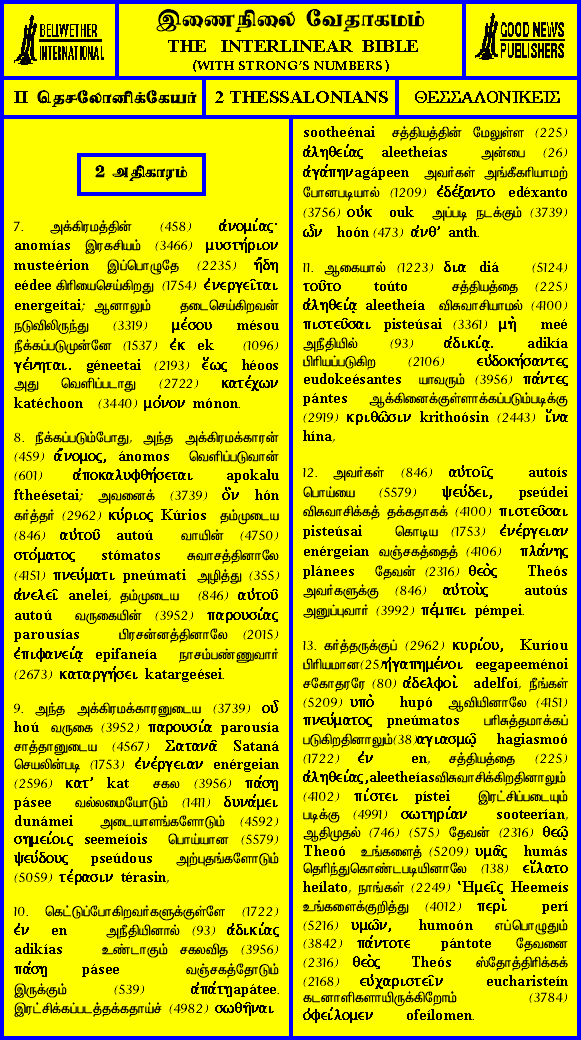 BELLWETHER
INTERNATIONAL
இணைநிலை வேதாகமம்
THE INTERLINEAR BIBLE
(WITH STRONG'S NUMBERS)
GOOD NEWS
PUBLISHERS
II தெசலோனிக்கேயர்
2 THESSALONIANS
ΘΕΣΣΑΛΟΝΙΚΕΙΣ
2 அதிகாரம்
7. அக்கிரமத்தின் (458) ἀνομίας·
anomías இரகசியம் (3466) μυστήριον
musteérion இப்பொழுதே (2235) ἤδη
eédee கிரியைசெய்கிறது (1754) ἐνεργεῖται
energeítai; ஆனாலும் தடைசெய்கிறவன்
நடுவிலிருந்து (3319) μέσου mésou
நீக்கப்படுமுன்னே (1537) ἐκ ek (1096)
γένηται. géneetai (2193) ἕως héoos
அது வெளிப்படாது (2722) κατέχων
katéchoon (3440) μόνον mónon.
8. நீக்கப்படும்போது, அந்த அக்கிரமக்காரன்
(459) ἄνομος, ánomos வெளிப்படுவான்
(601) ἀποκαλυφθήσεται apokalu
ftheésetai; அவனைக் (3739) ὃν hón
கர்த்தர் (2962) κύριος Kúrios தம்முடைய
(846) αὐτοῦ autoú வாயின் (4750)
στόματος stómatos சுவாசத்தினாலே
(4151) πνεύματι pneúmati அழித்து (355)
ἀνελεῖ aneleí, தம்முடைய (846) αὐτοῦ
autoú வருகையின் (3952) παρουσίας
parousías பிரசன்னத்தினாலே (2015)
ἐπιφανείᾳ epifaneía நாசம்பண்ணுவார்
(2673) καταργήσει katargeései.
9. அந்த அக்கிரமக்காரனுடைய (3739) οὗ
hoú வருகை (3952) παρουσία parousía
சாத்தானுடைய (4567) Σατανᾶ Sataná
செயலின்படி (1753) ἐνέργειαν enérgeian
(2596) κατ' kat சகல (3956) πάσῃ
pásee வல்லமையோடும் (1411) δυνάμει
dunámei அடையாளங்களோடும் (4592)
σημείοις seemeíois பொய்யான (5579)
ψεύδους pseúdous அற்புதங்களோடும்
(5059) τέρασιν térasin,
10. கெட்டுப்போகிறவர்களுக்குள்ளே (1722)
ἐν en அநீதியினால் (93) ἀδικίας
adikías உண்டாகும் சகலவித (3956)
πάσῃ pásee வஞ்சகத்தோடும்
இருக்கும் (539) ἀπάτῃapátee.
இரட்சிக்கப்படத்தக்கதாய்ச் (4982) σωθῆναι
sootheénai சத்தியத்தின் மேலுள்ள (225)
ἀληθείας aleetheías அன்பை (26)
ἀγάπηνagápeen அவர்கள் அங்கீகரியாமற்
போனபடியால் (1209) ἐδέξαντο edéxanto
(3756) οὐκ ouk அப்படி நடக்கும் (3739)
ὧν hoón (473) ἀνθ' anth.
11. ஆகையால் (1223) δια diá (5124)
τοῦτο toúto சத்தியத்தை (225)
ἀληθείᾳ aleetheía விசுவாசியாமல் (4100)
πιστεῦσαι pisteúsai (3361) μὴ meé
அநீதியில் (93) ἀδικίᾳ. adikía
பிரியப்படுகிற (2106) εὐδοκήσαντες
eudokeésantes யாவரும் (3956) πάντες
pántes ஆக்கினைக்குள்ளாக்கப்படும்படிக்கு
(2919) κριθῶσιν krithoósin (2443) ἵνα
hína,
12. அவர்கள் (846) αὐτοῖς autoís
பொய்யை (5579) ψεύδει, pseúdei
விசுவாசிக்கத் தக்கதாகக் (4100) πιστεῦσαι
pisteúsai கொடிய (1753) ἐνέργειαν
enérgeian வஞ்சகத்தைத் (4106) πλάνης
plánees தேவன் (2316) θεὸς Theós
அவர்களுக்கு (846) αὐτοὺς autoús
அனுப்புவார் (3992) πέμπει pémpei.
13. கர்த்தருக்குப் (2962) κυρίου, Kuríou
பிரியமான(25)ἠγαπημένοι eegapeeménoi
சகோதரரே (80) ἀδελφοὶ adelfoí, நீங்கள்
(5209) ὑπὸ hupó ஆவியினாலே (4151)
πνεύματος pneúmatos பரிசுத்தமாக்கப்
படுகிறதினாலும்(38)αγιασμῷ hagiasmoó
(1722) ἐν en, சத்தியத்தை (225)
ἀληθείας,aleetheíasவிசுவாசிக்கிறதினாலும்
(4102) πίστει pístei இரட்சிப்படையும்
படிக்கு (4991) σωτηρίαν sooteerían,
ஆதிமுதல் (746) (575) தேவன் (2316) θεῷ
Theoó உங்களைத் (5209) υμᾶς humás
தெரிந்துகொண்டபடியினாலே (138) εἵλατο
heílato, நாங்கள் (2249) Ἡμεῖς Heemeís
உங்களைக்குறித்து (4012) περὶ perí
(5216) υμῶν, humoón எப்பொழுதும்
(3842) πάντοτε pántote தேவனை
(2316) θεὸς Theós ஸ்தோத்திரிக்கக்
(2168) εὐχαριστεῖν eucharisteín
கடனாளிகளாயிருக்கிறோம் (3784)
ὀφείλομεν ofeílomen.